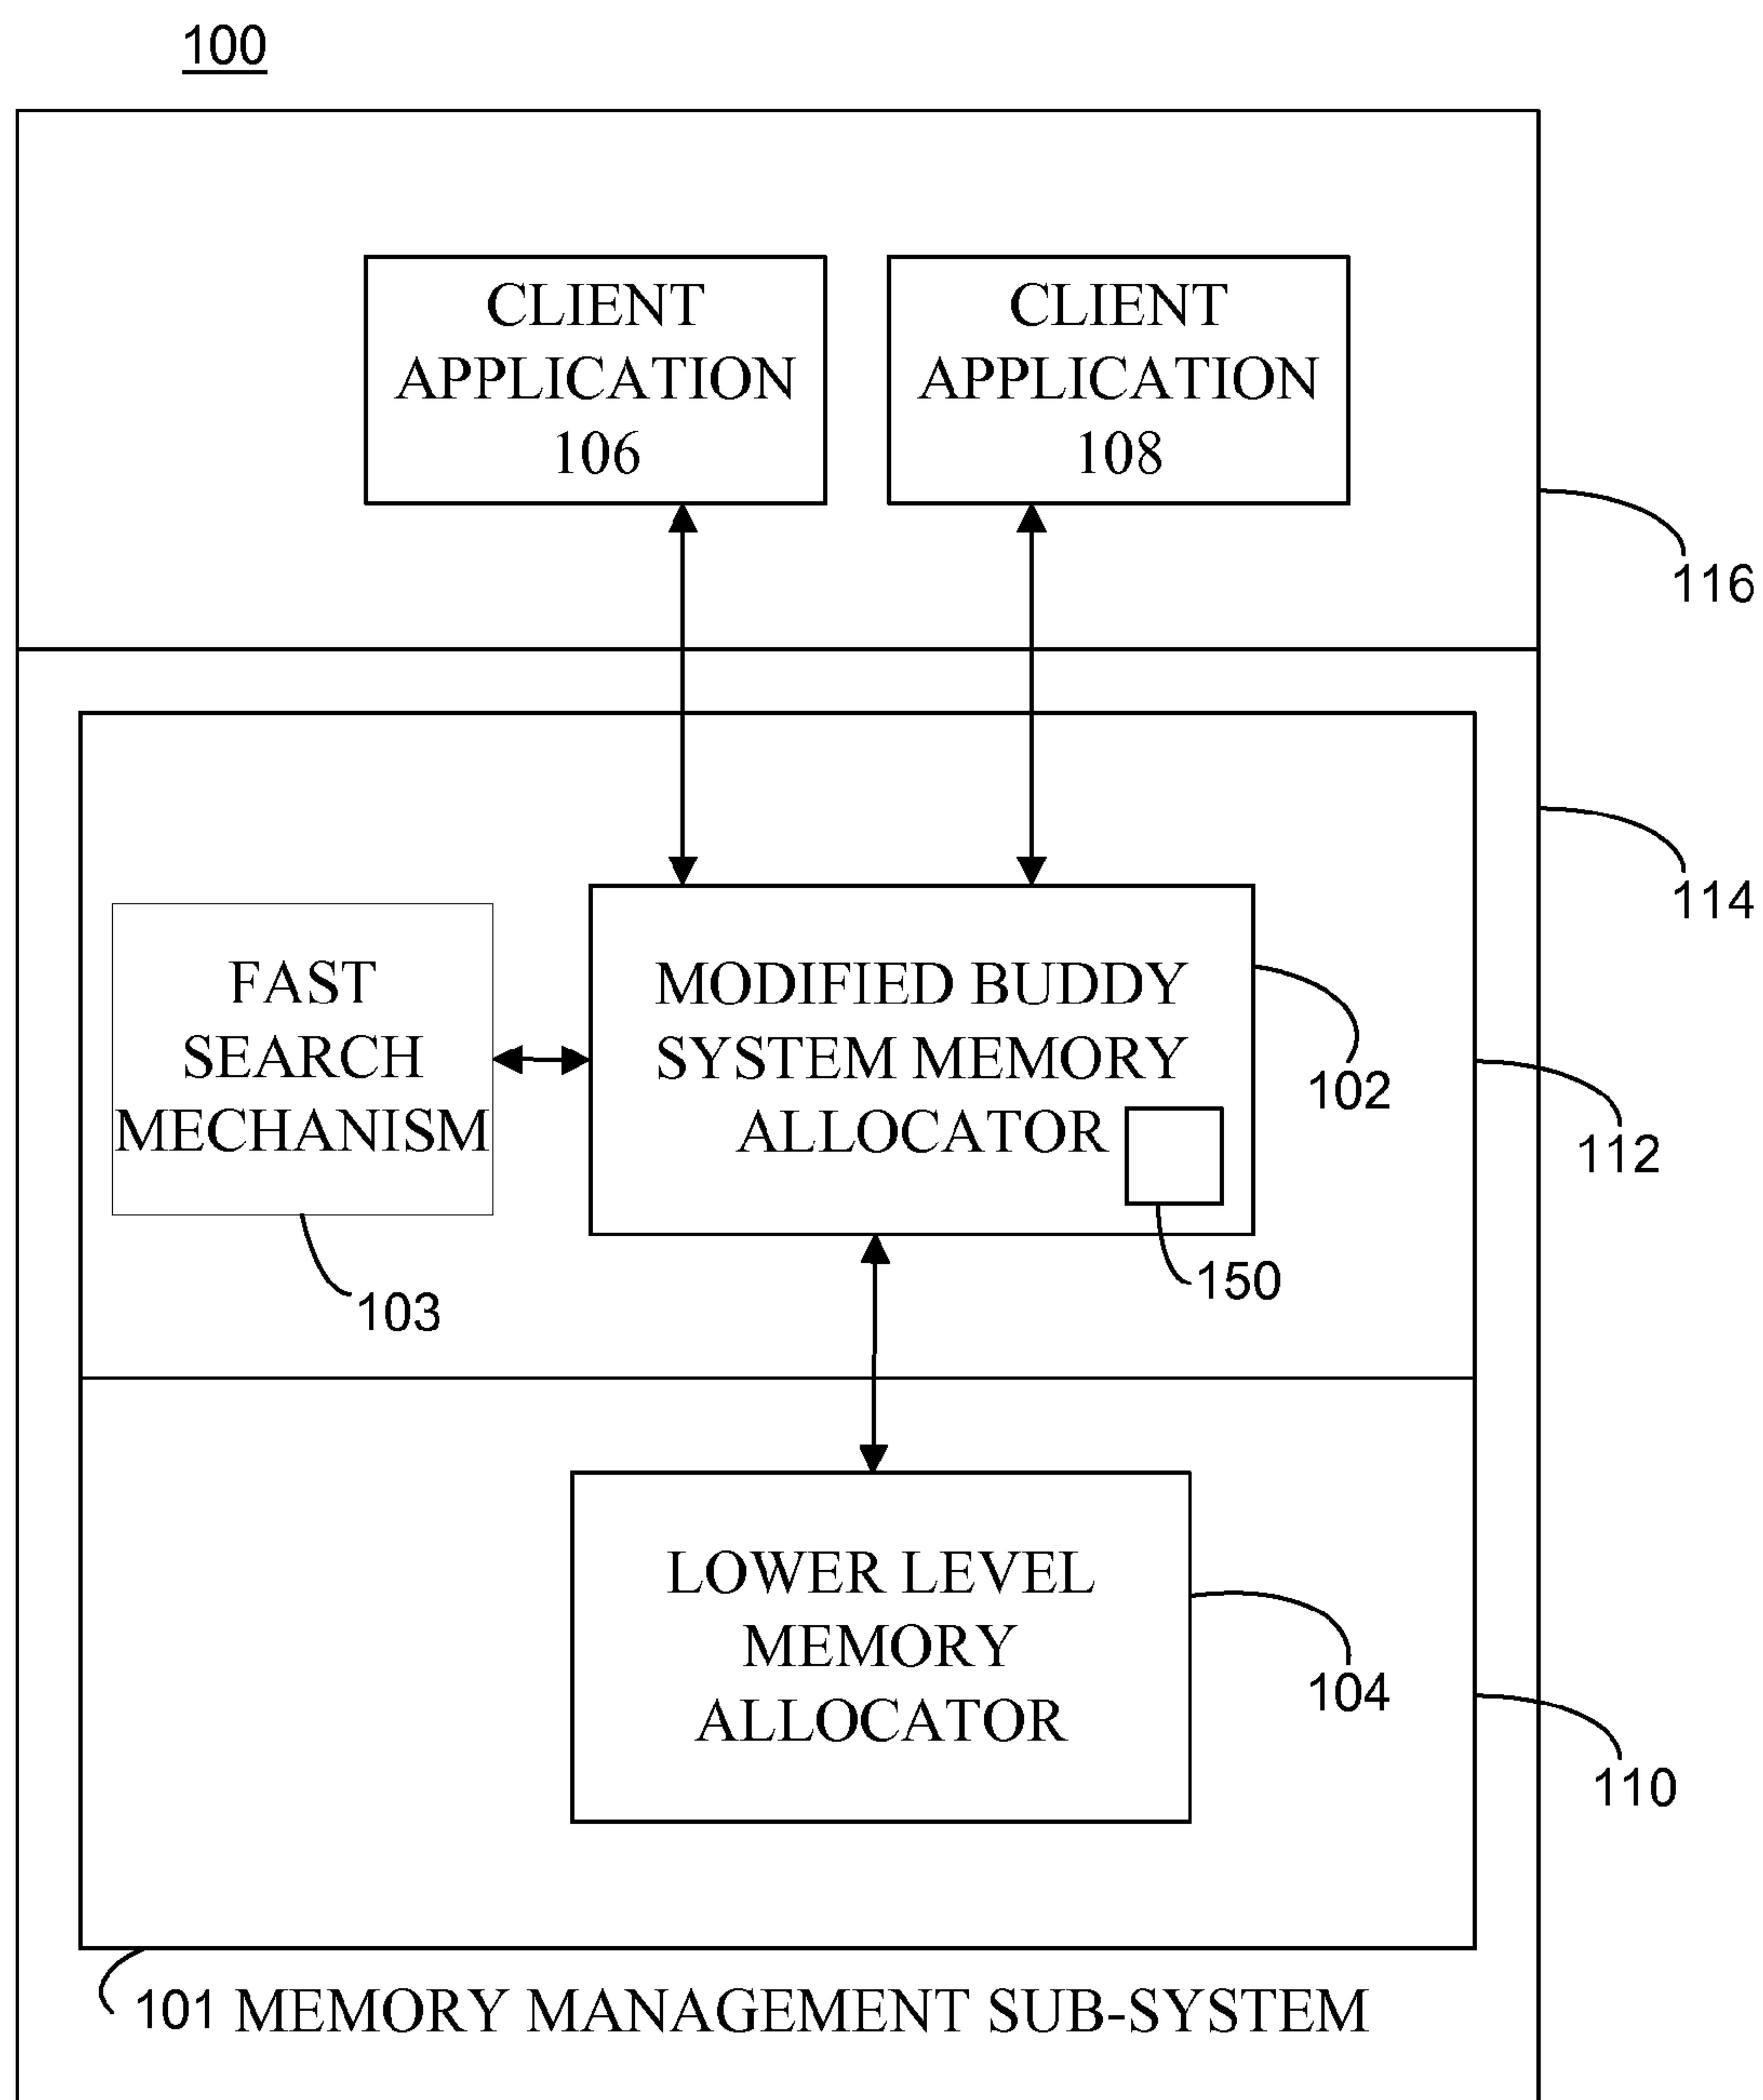 100
CLIENT
APPLICATION
106
CLIENT
APPLICATION
108
116
114
FAST
SEARCH
MECHANISM
MODIFIED BUDDY
SYSTEM MEMORY
ALLOCATOR
102
112
150
103
LOWER LEVEL
MEMORY
ALLOCATOR
104
110
101 MEMORY MANAGEMENT SUB-SYSTEM